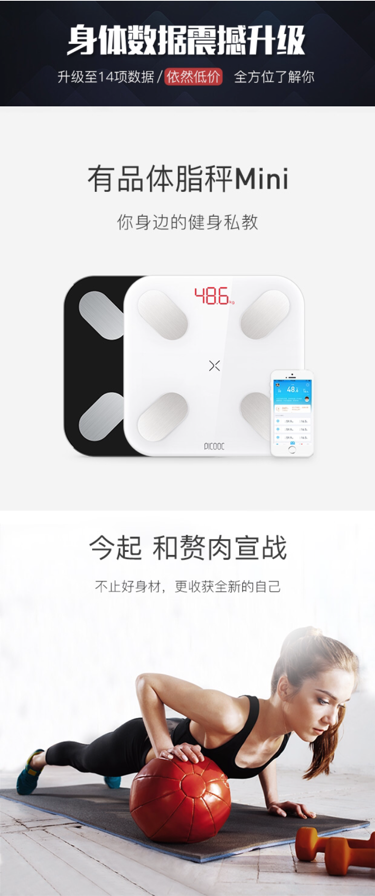 身体数据震撼升级
升级至14项数据/依然低价 全方位了解你
有品体脂秤Mini
你身边的健身私教
48.6kg
PICOOC
今起 和赘肉宣战
不止好身材，更收获全新的自己